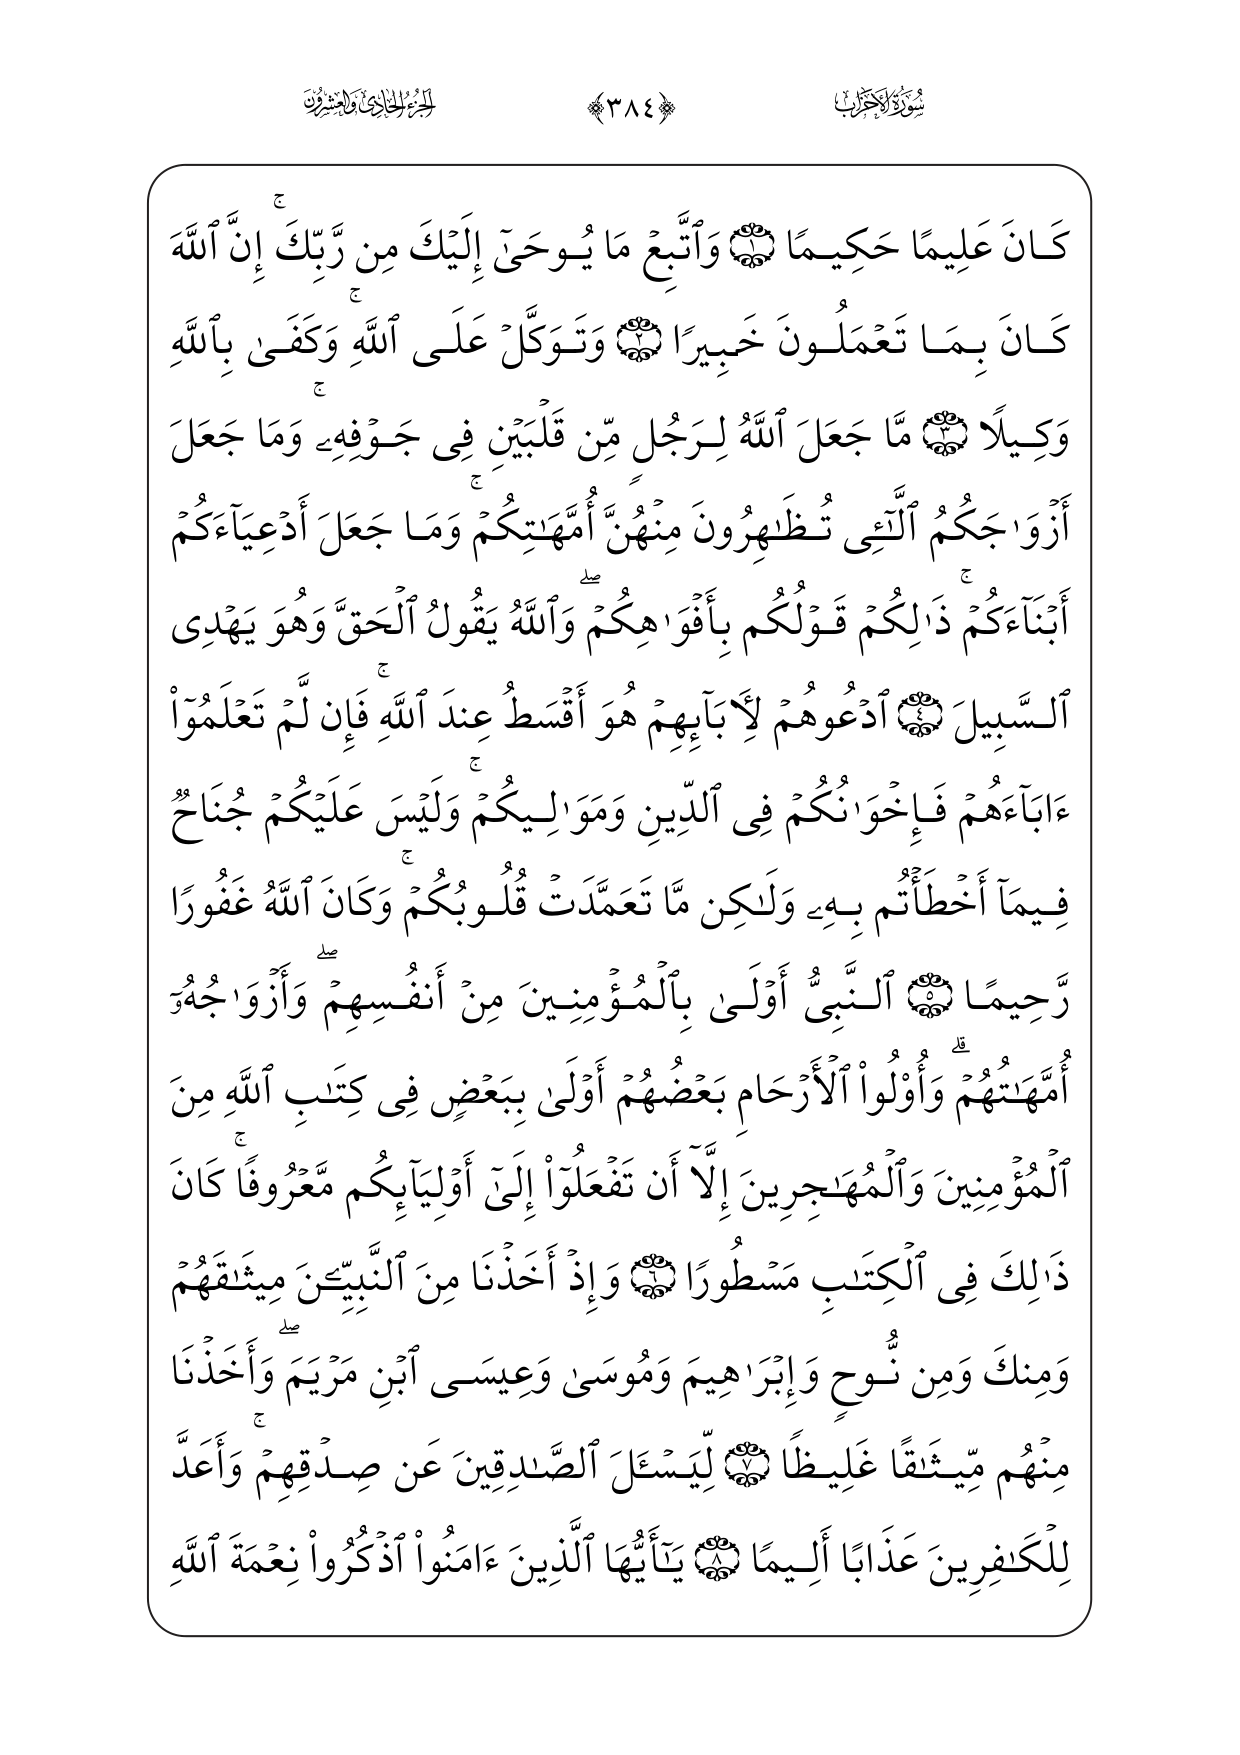 سُورَةُ الأَحْزَاب ﴿٣٨٤﴾ الجُزْءُ الحَادِي وَالعِشْرُونَ
كَانَ عَلِيمًا حَكِيمًا ١ وَٱتَّبِعۡ مَا يُوحَىٰٓ إِلَيۡكَ مِن رَّبِّكَۚ إِنَّ ٱللَّهَ
كَانَ بِمَا تَعۡمَلُونَ خَبِيرًا ٢ وَتَوَكَّلۡ عَلَى ٱللَّهِۚ وَكَفَىٰ بِٱللَّهِ
وَكِيلًا ٣ مَّا جَعَلَ ٱللَّهُ لِرَجُلٍ مِّن قَلۡبَيۡنِ فِى جَوۡفِهِۦۚ وَمَا جَعَلَ
أَزۡوَٰجَكُمُ ٱلَّٰٓـِٔى تُظَٰهِرُونَ مِنۡهُنَّ أُمَّهَٰتِكُمۡۚ وَمَا جَعَلَ أَدۡعِيَآءَكُمۡ
أَبۡنَآءَكُمۡۚ ذَٰلِكُمۡ قَوۡلُكُم بِأَفۡوَٰهِكُمۡۖ وَٱللَّهُ يَقُولُ ٱلۡحَقَّ وَهُوَ يَهۡدِى
ٱلسَّبِيلَ ٤ ٱدۡعُوهُمۡ لِأٓبَآئِهِمۡ هُوَ أَقۡسَطُ عِندَ ٱللَّهِۚ فَإِن لَّمۡ تَعۡلَمُوٓاْ
ءَابَآءَهُمۡ فَإِخۡوَٰنُكُمۡ فِى ٱلدِّينِ وَمَوَٰلِيكُمۡۚ وَلَيۡسَ عَلَيۡكُمۡ جُنَاحٌ
فِيمَآ أَخۡطَأۡتُم بِهِۦ وَلَٰكِن مَّا تَعَمَّدَتۡ قُلُوبُكُمۡۚ وَكَانَ ٱللَّهُ غَفُورًا
رَّحِيمًا ٥ ٱلنَّبِىُّ أَوۡلَىٰ بِٱلۡمُؤۡمِنِينَ مِنۡ أَنفُسِهِمۡۖ وَأَزۡوَٰجُهُۥٓ
أُمَّهَٰتُهُمۡۗ وَأُوْلُواْ ٱلۡأَرۡحَامِ بَعۡضُهُمۡ أَوۡلَىٰ بِبَعۡضٍ فِى كِتَٰبِ ٱللَّهِ مِنَ
ٱلۡمُؤۡمِنِينَ وَٱلۡمُهَٰجِرِينَ إِلَّآ أَن تَفۡعَلُوٓاْ إِلَىٰٓ أَوۡلِيَآئِكُم مَّعۡرُوفًاۚ كَانَ
ذَٰلِكَ فِى ٱلۡكِتَٰبِ مَسۡطُورًا ٦ وَإِذۡ أَخَذۡنَا مِنَ ٱلنَّبِيِّـۧنَ مِيثَٰقَهُمۡ
وَمِنكَ وَمِن نُّوحٍ وَإِبۡرَٰهِيمَ وَمُوسَىٰ وَعِيسَى ٱبۡنِ مَرۡيَمَۖ وَأَخَذۡنَا
مِنۡهُم مِّيثَٰقًا غَلِيظًا ٧ لِّيَسۡـَٔلَ ٱلصَّٰدِقِينَ عَن صِدۡقِهِمۡۚ وَأَعَدَّ
لِلۡكَٰفِرِينَ عَذَابًا أَلِيمًا ٨ يَٰٓأَيُّهَا ٱلَّذِينَ ءَامَنُواْ ٱذۡكُرُواْ نِعۡمَةَ ٱللَّهِ